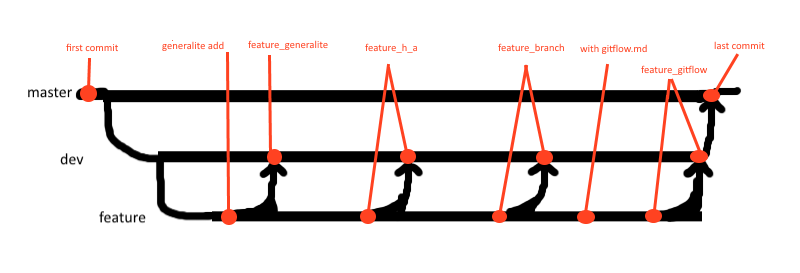 first commit
generalite add
feature_generalite
feature_h_a
feature_branch
with gitflow.md
feature_gitflow
last commit
master
dev
feature